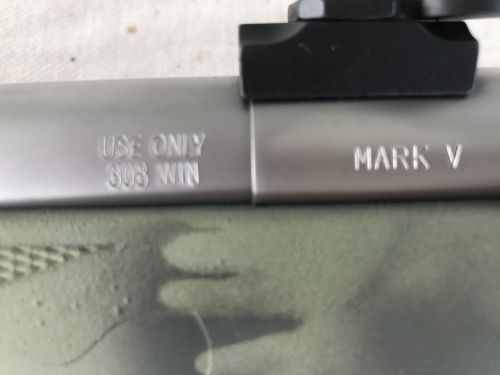 USE ONLY
308 WIN
MARK V